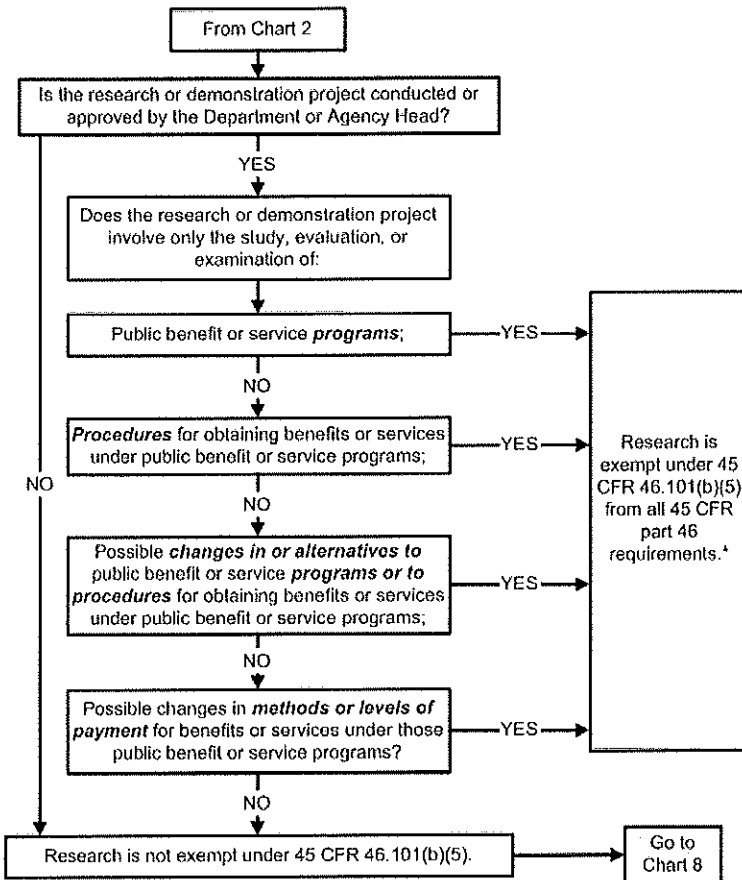 From Chart 2
Is the research or demonstration project conducted or
approved by the Department or Agency Head?
YES
Does the research or demonstration project
involve only the study, evaluation, or
examination of:
Public benefit or service programs;
YES
NO
Procedures for obtaining benefits or services
under public benefit or service programs;
YES
NO
NO
Possible changes in or alternatives to
public benefit or service programs or to
procedures for obtaining benefits or services
under public benefit or service programs;
YES
NO
Possible changes in methods or levels of
payment for benefits or services under those
public benefit or service programs?
YES
NO
Research is
exempt under 45
CFR 46.101(b)(5)
from all 45 CFR
part 46
requirements.*
Research is not exempt under 45 CFR 46.101(b)(5).
Go to
Chart 8